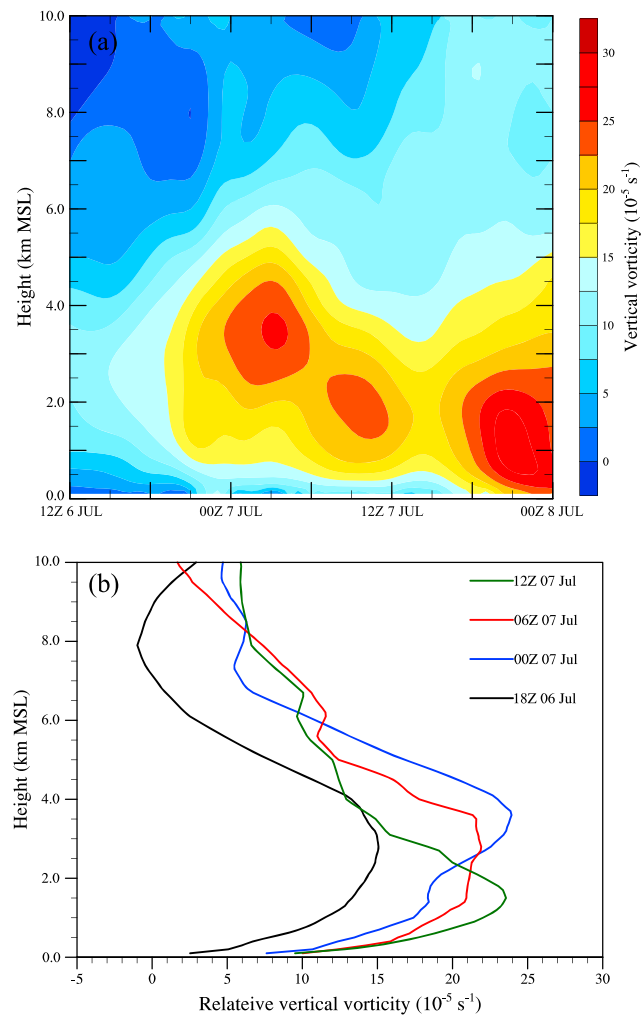 (a)
10.0
8.0
6.0
4.0
2.0
0.0
Height (km MSL)
12Z 6 JUL
00Z 7 JUL
12Z 7 JUL
00Z 8 JUL
30
25
20
15
10
5
0
Vertical vorticity (10⁻⁵ s⁻¹)
(b)
10.0
8.0
6.0
4.0
2.0
0.0
Height (km MSL)
12Z 07 Jul
06Z 07 Jul
00Z 07 Jul
18Z 06 Jul
-5
0
5
10
15
20
25
30
Relateive vertical vorticity (10⁻⁵ s⁻¹)